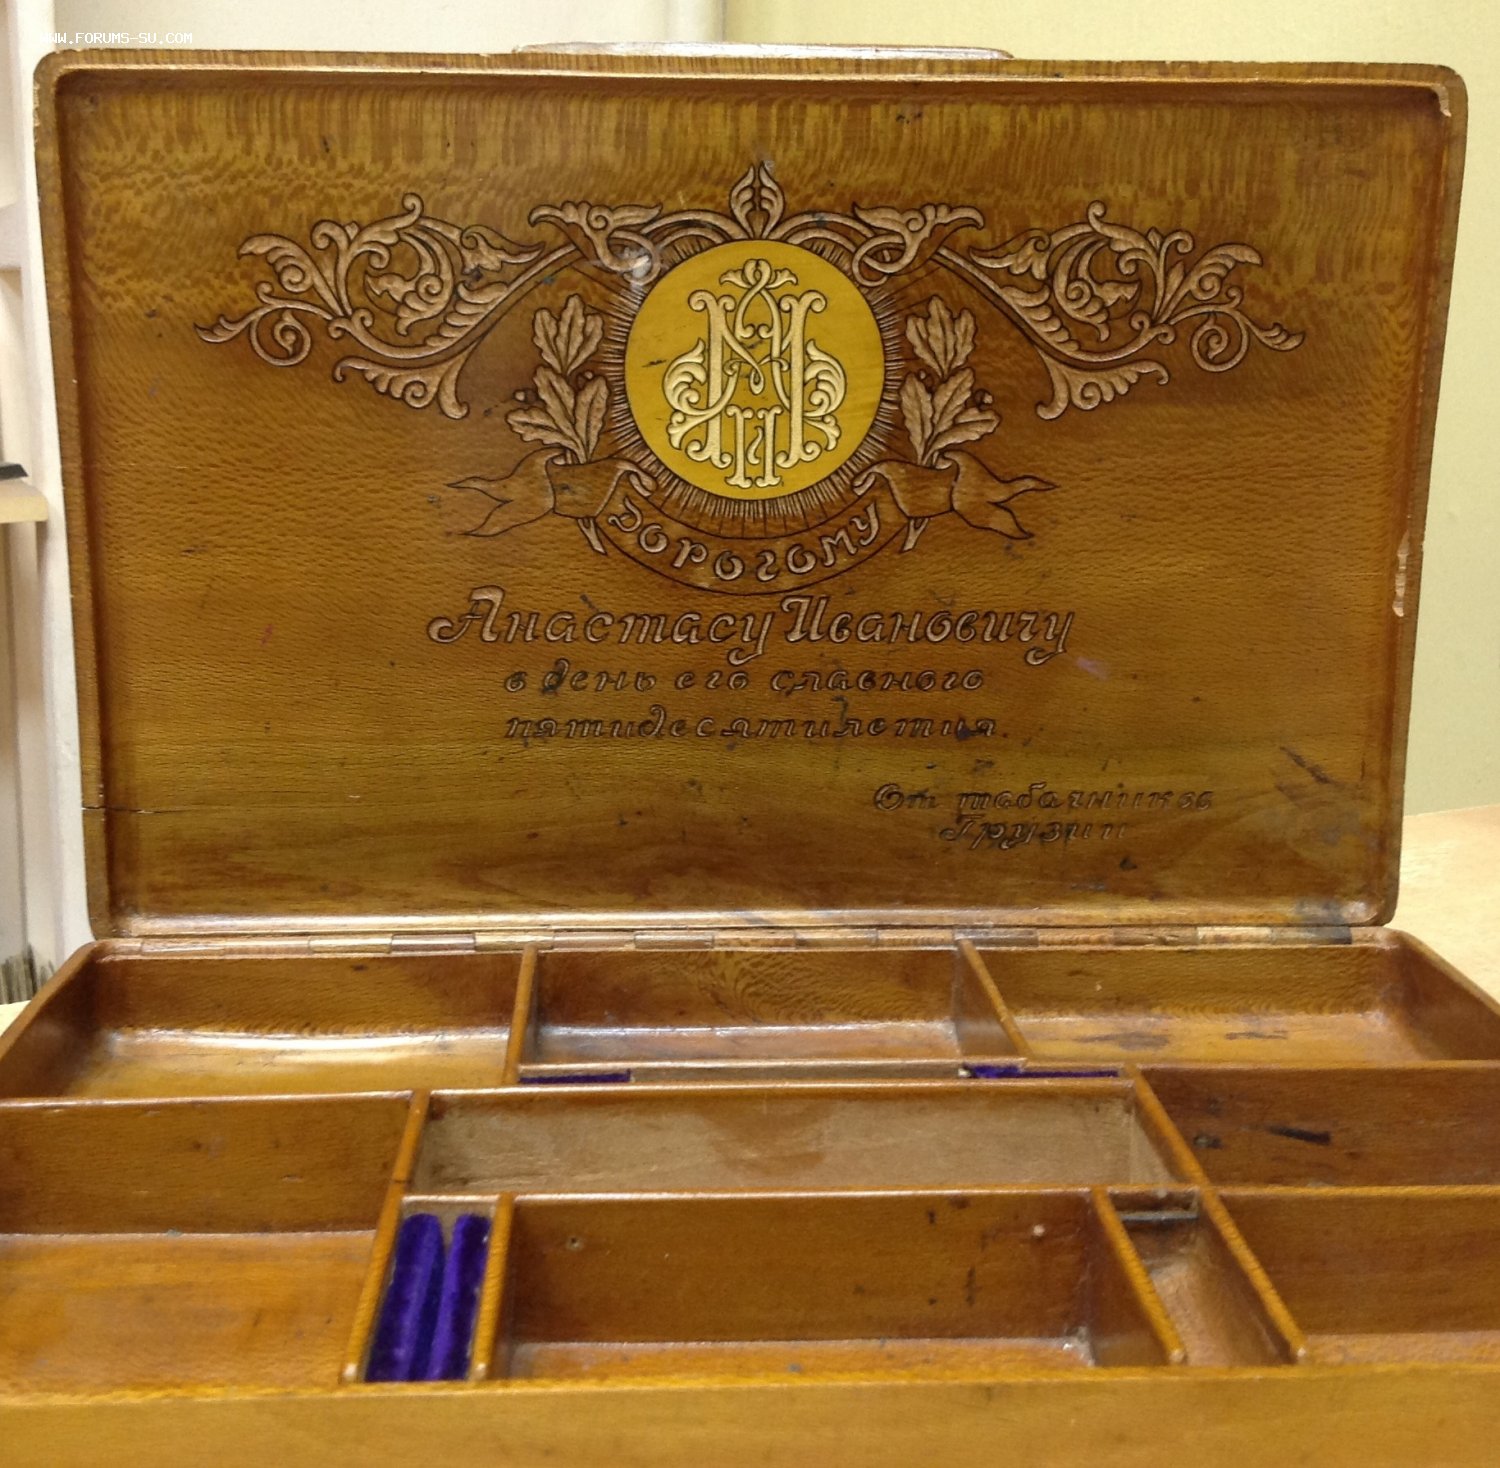 WWW.FORUMS-SU.COM
Дорогому
Анастасу Ивановичу
в день его славного
пятидесятилетия.
От табачников
Грузии